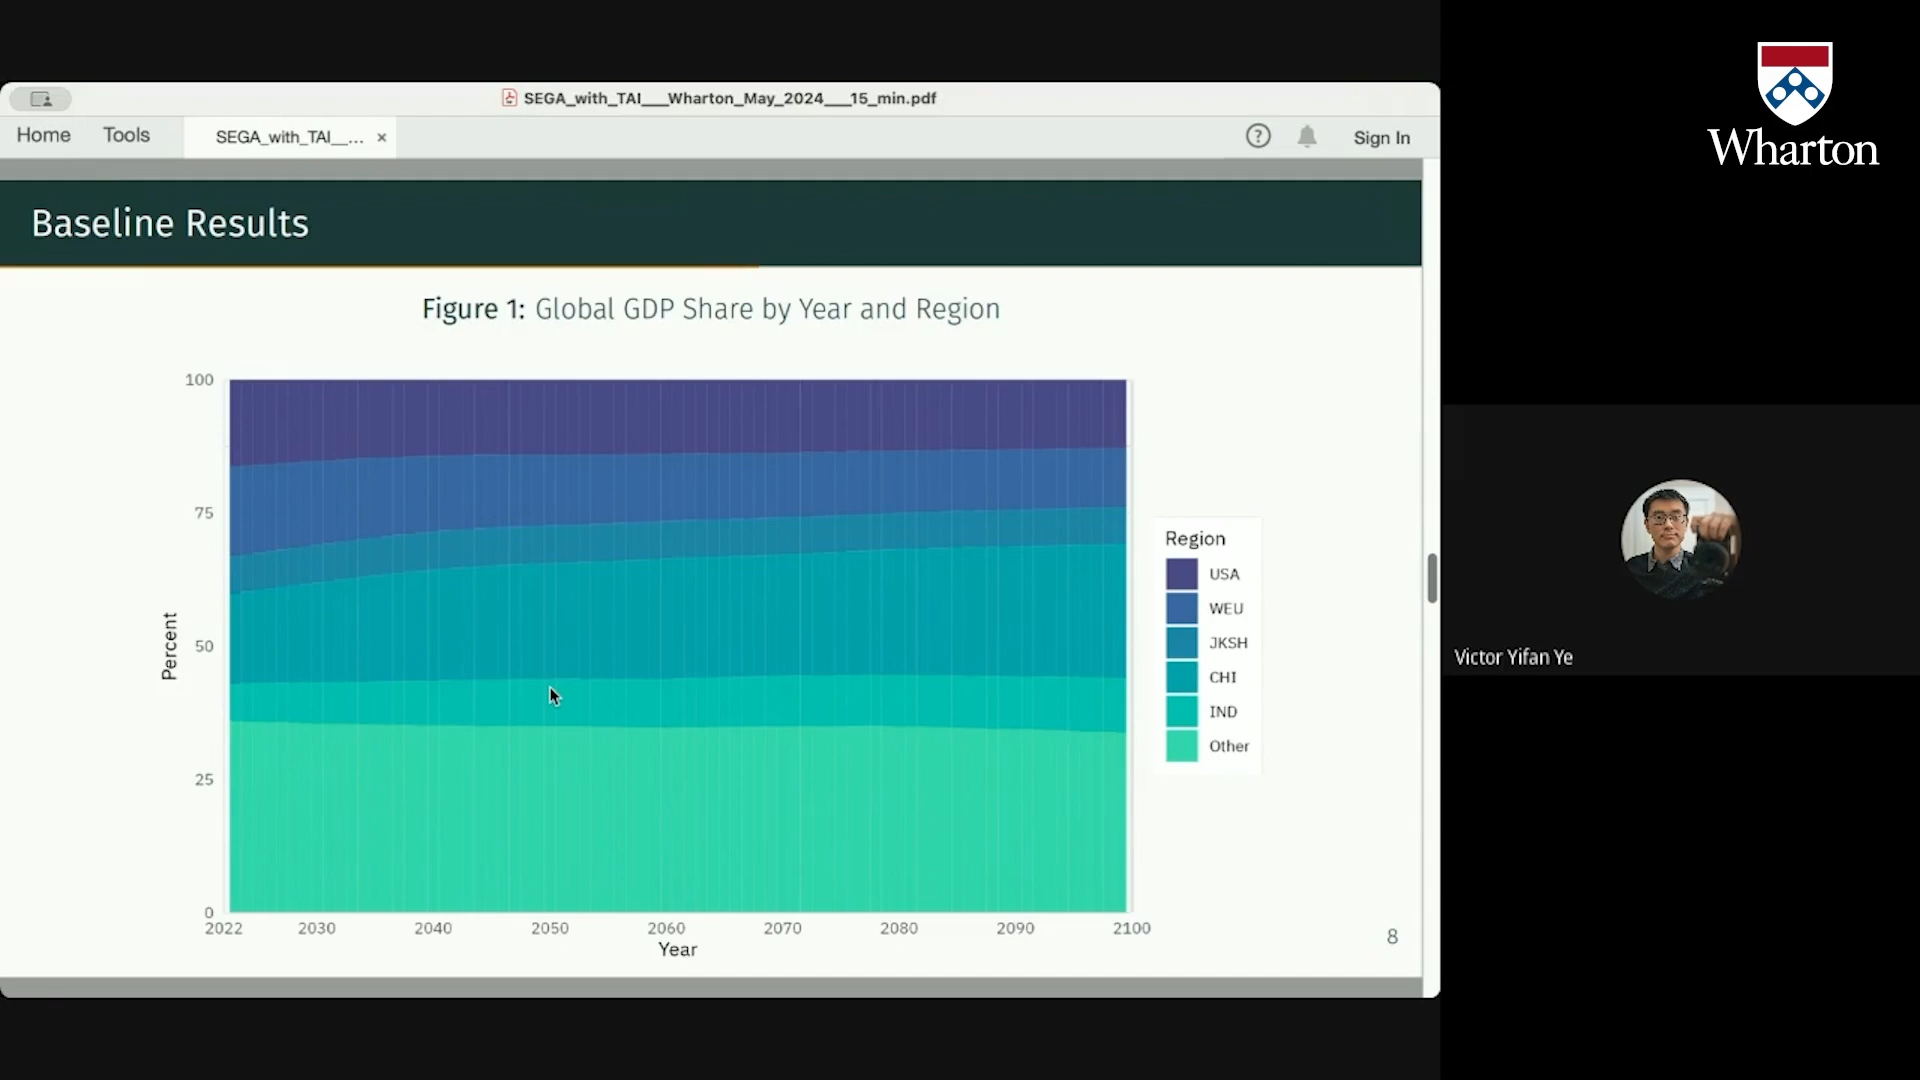 SEGA_with_TAI___Wharton_May_2024___15_min.pdf
Home Tools SEGA_with_TAI__... × ? Sign In
Baseline Results
Figure 1: Global GDP Share by Year and Region
100
75
50
25
0
Percent
2022 2030 2040 2050 2060 2070 2080 2090 2100
Year
Region
USA
WEU
JKSH
CHI
IND
Other
8
Wharton
Victor Yifan Ye